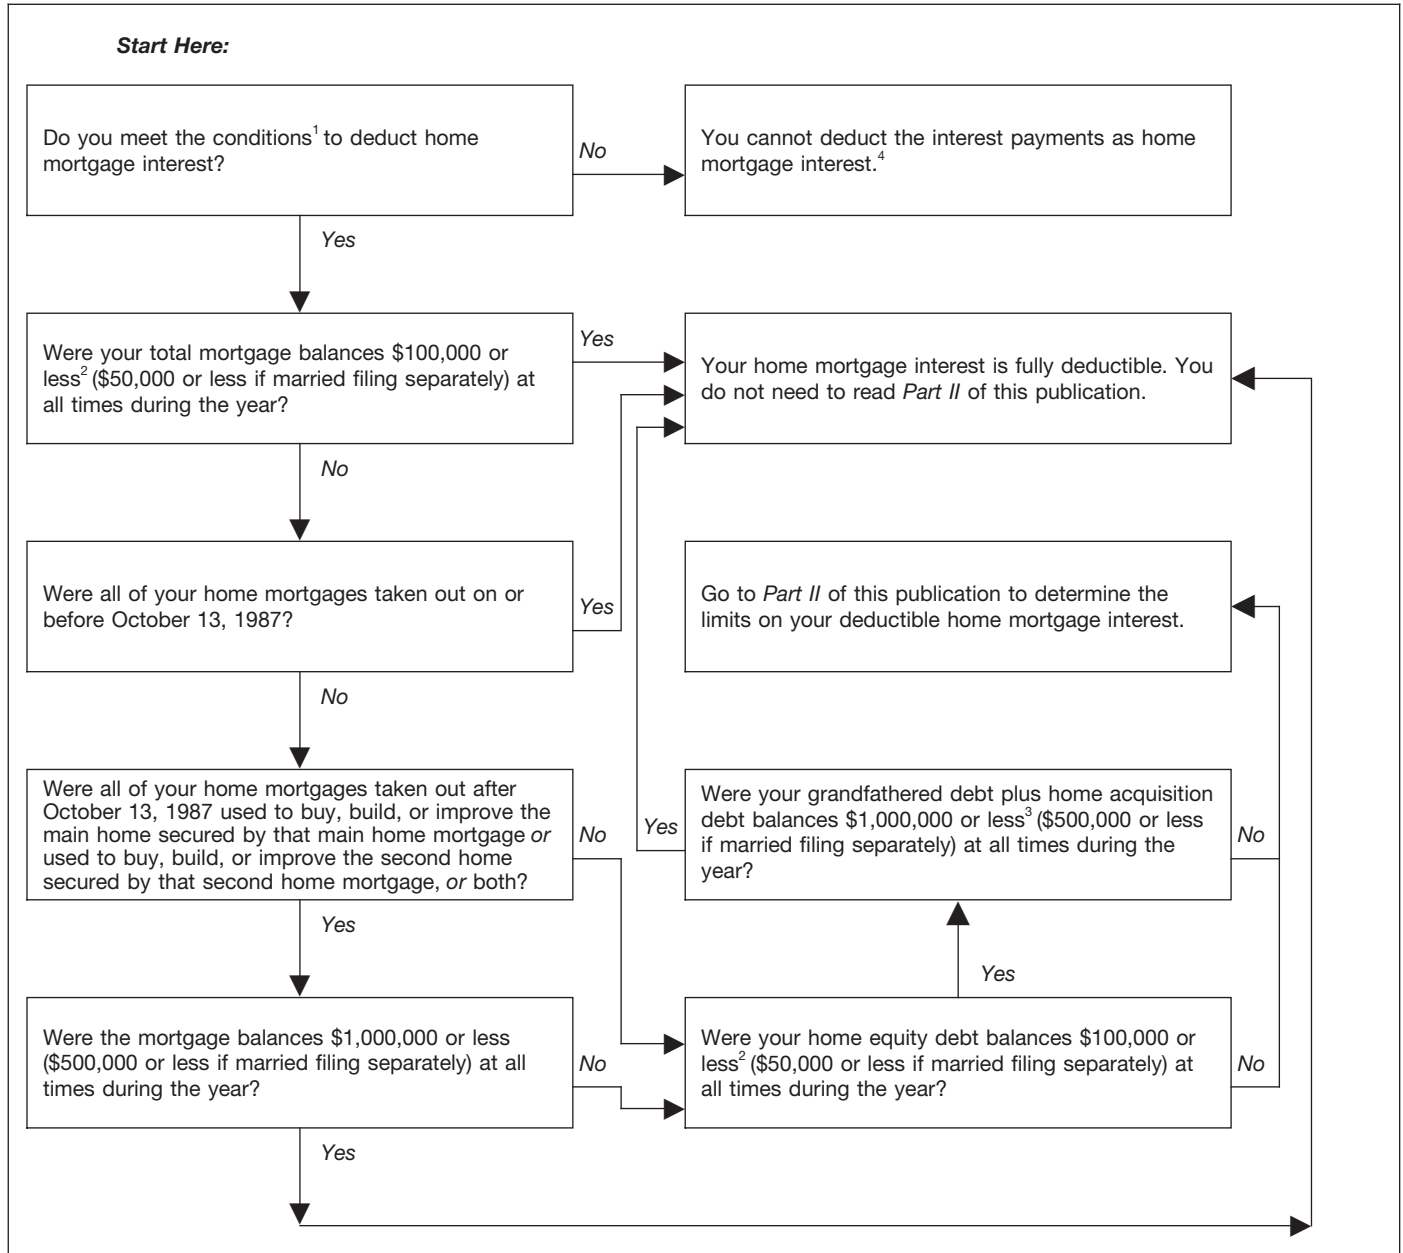 Start Here:
Do you meet the conditions1 to deduct home
mortgage interest?
No
You cannot deduct the interest payments as home
mortgage interest.4
Yes
Were your total mortgage balances $100,000 or
less2 ($50,000 or less if married filing separately) at
all times during the year?
Yes
Your home mortgage interest is fully deductible. You
do not need to read Part II of this publication.
No
Were all of your home mortgages taken out on or
before October 13, 1987?
Yes
Go to Part II of this publication to determine the
limits on your deductible home mortgage interest.
No
Were all of your home mortgages taken out after
October 13, 1987 used to buy, build, or improve the
main home secured by that main home mortgage or
used to buy, build, or improve the second home
secured by that second home mortgage, or both?
No
Yes
Were your grandfathered debt plus home acquisition
debt balances $1,000,000 or less3 ($500,000 or less
if married filing separately) at all times during the
year?
No
Yes
Yes
Were the mortgage balances $1,000,000 or less
($500,000 or less if married filing separately) at all
times during the year?
No
Were your home equity debt balances $100,000 or
less2 ($50,000 or less if married filing separately) at
all times during the year?
No
Yes